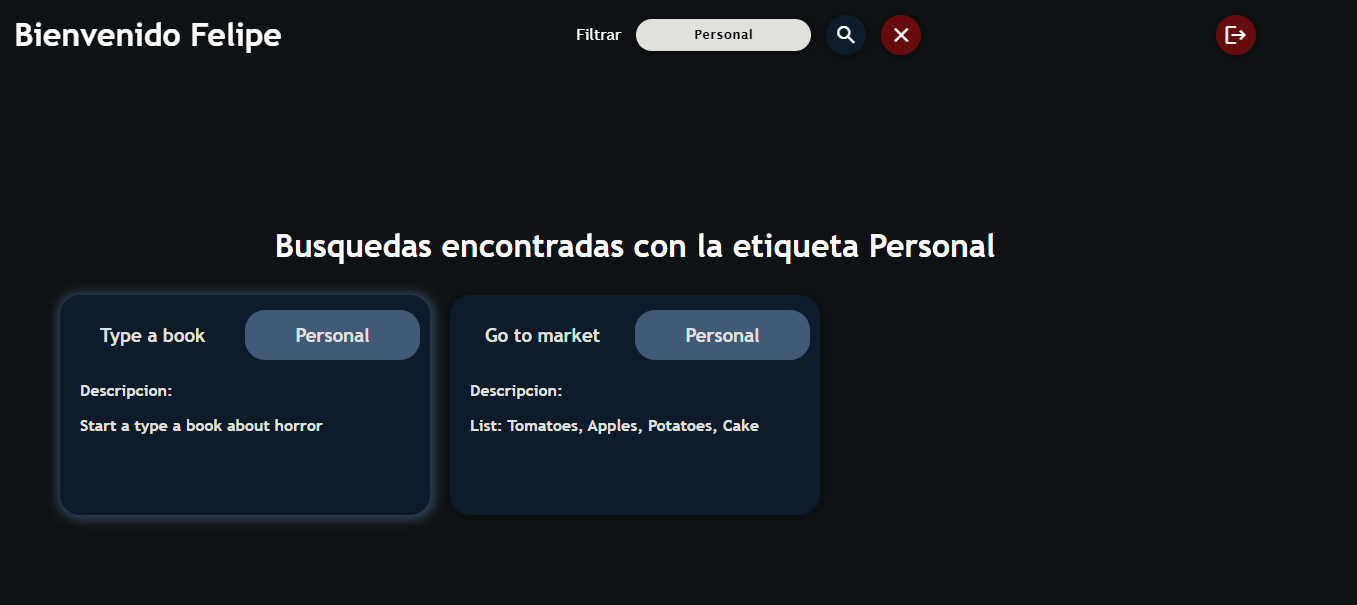 Bienvenido Felipe
Filtrar
Personal
Busquedas encontradas con la etiqueta Personal
Type a book
Personal
Descripcion:
Start a type a book about horror
Go to market
Personal
Descripcion:
List: Tomatoes, Apples, Potatoes, Cake